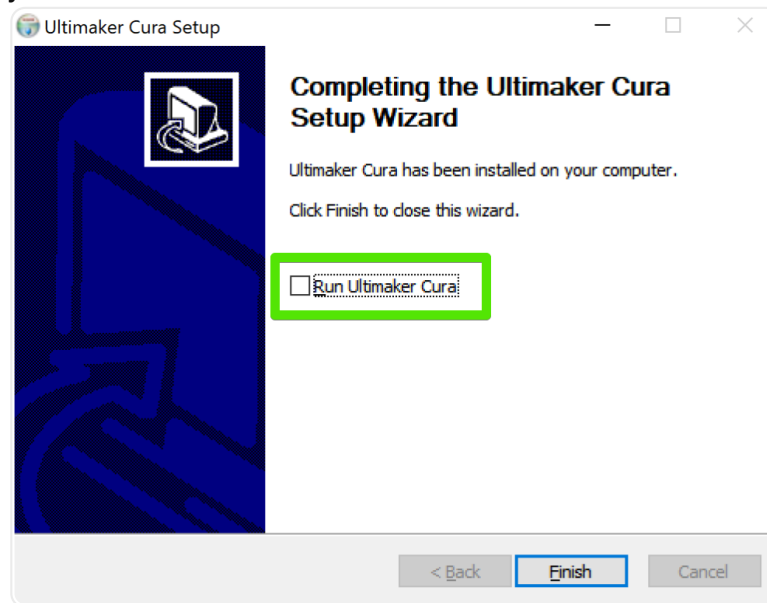 Ultimaker Cura Setup
Completing the Ultimaker Cura
Setup Wizard
Ultimaker Cura has been installed on your computer.
Click Finish to close this wizard.
Run Ultimaker Cura
< Back Finish Cancel